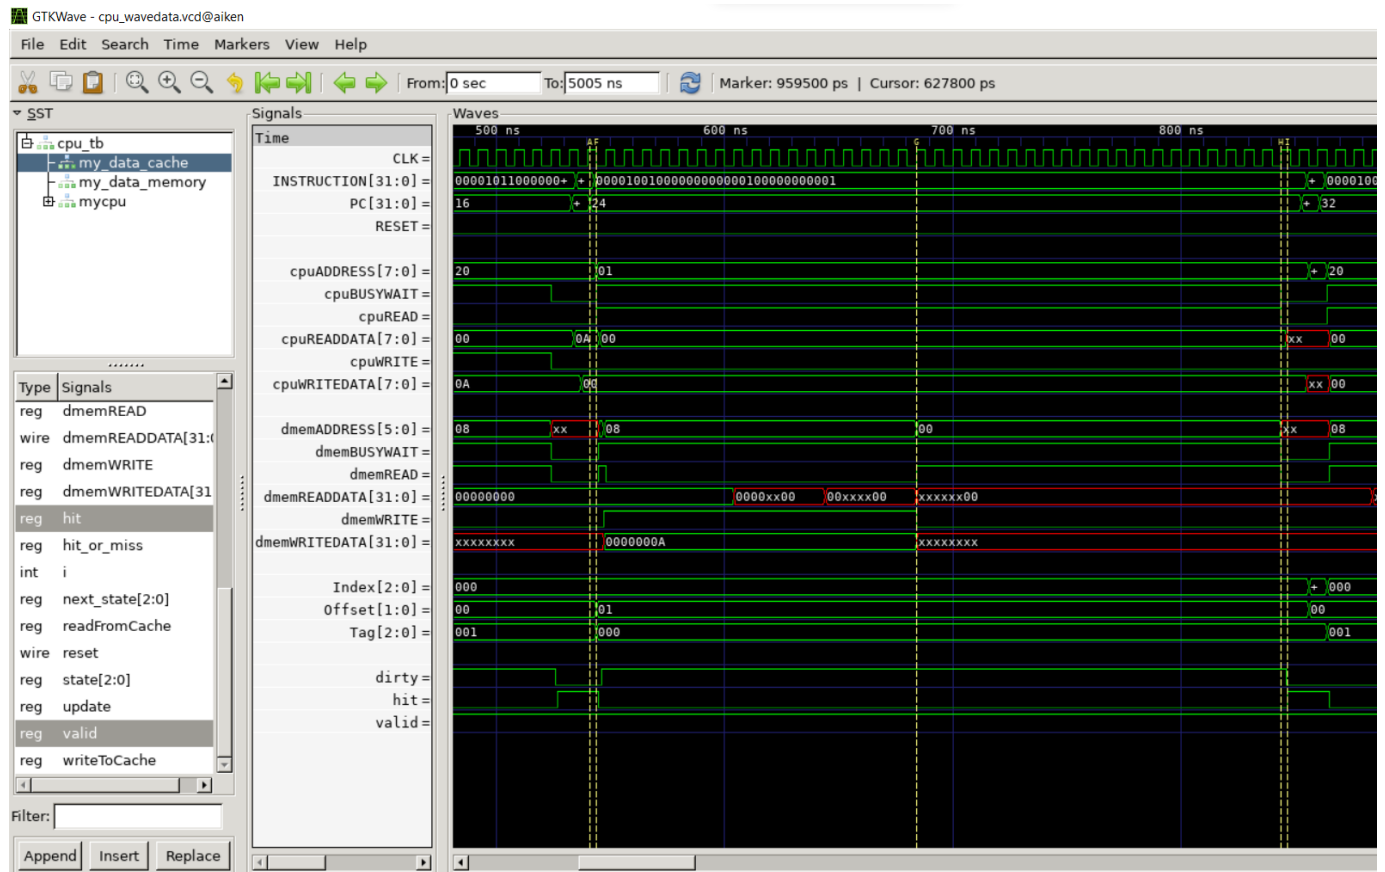 GTKWave - cpu_wavedata.vcd@aiken
File Edit Search Time Markers View Help
From: 0 sec To: 5005 ns Marker: 959500 ps | Cursor: 627800 ps
SST
cpu_tb
my_data_cache
my_data_memory
mycpu
Type Signals
reg dmemREAD
wire dmemREADDATA[31:0
reg dmemWRITE
reg dmemWRITEDATA[31
reg hit
reg hit_or_miss
int i
reg next_state[2:0]
reg readFromCache
wire reset
reg state[2:0]
reg update
reg valid
reg writeToCache
Filter:
Append Insert Replace
Signals
Time
Waves
500 ns 600 ns 700 ns 800 ns
G
CLK =
INSTRUCTION[31:0] = 00001011000000+ + 00001001000000000000100000000001 + 0000100
PC[31:0] = 16 + 24 + 32
RESET =
cpuADDRESS[7:0] = 20 01 + 20
cpuBUSYWAIT =
cpuREAD =
cpuREADDATA[7:0] = 00 0A 00 xx 00
cpuWRITE =
cpuWRITEDATA[7:0] = 0A 00 xx 00
dmemADDRESS[5:0] = 08 xx 08 00 xx 08
dmemBUSYWAIT =
dmemREAD =
dmemREADDATA[31:0] = 00000000 0000xx00 00xxxx00 xxxxxx00
dmemWRITE =
dmemWRITEDATA[31:0] = xxxxxxxx 0000000A xxxxxxxx
Index[2:0] = 000 + 000
Offset[1:0] = 00 01 00
Tag[2:0] = 001 000 001
dirty =
hit =
valid =